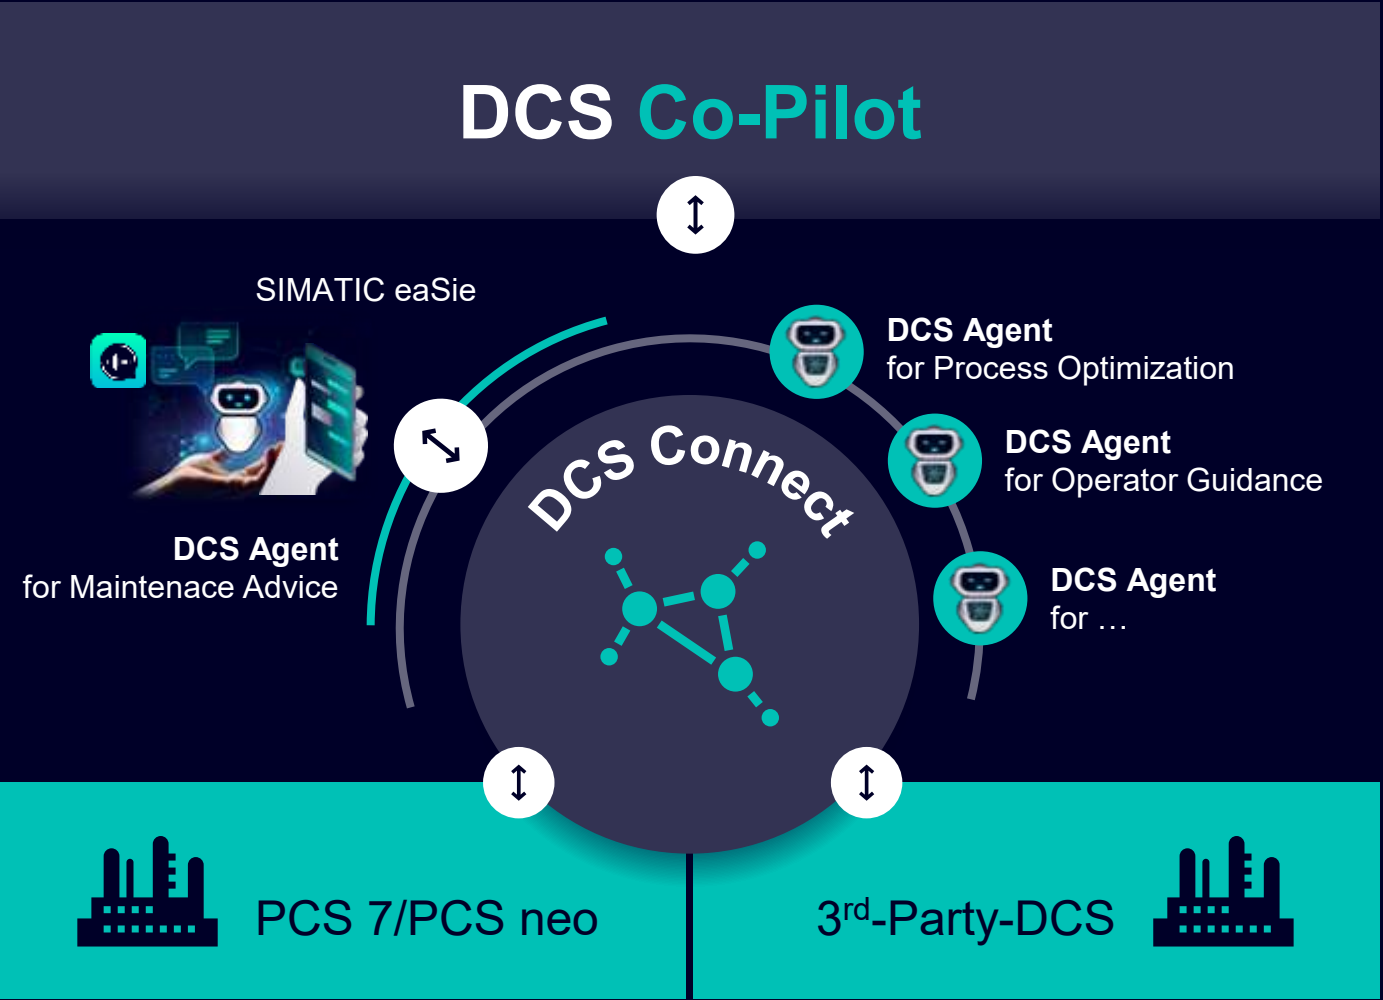 DCS Co-Pilot
SIMATIC eaSie
DCS Agent
for Process Optimization
DCS Agent
for Operator Guidance
DCS Connect
DCS Agent
for Maintenace Advice
DCS Agent
for …
PCS 7/PCS neo
3rd-Party-DCS